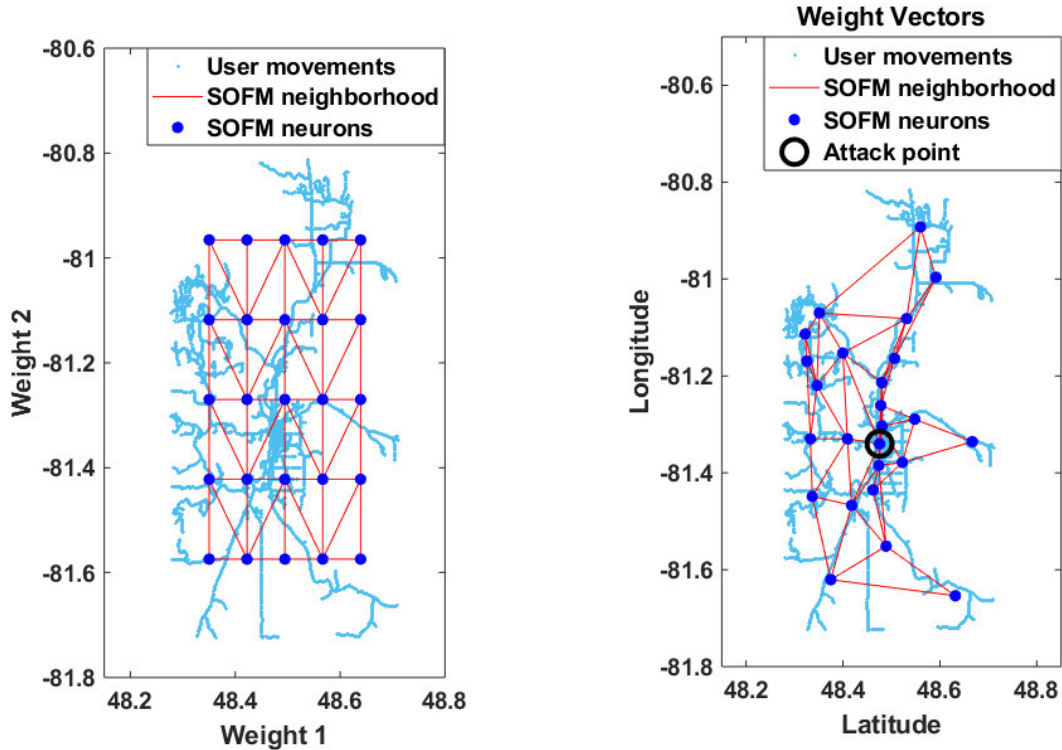 -80.6
-80.8
-81
-81.2
-81.4
-81.6
-81.8
Weight 2
User movements
SOFM neighborhood
SOFM neurons
48.2
48.4
48.6
48.8
Weight 1
Weight Vectors
-80.6
-80.8
-81
-81.2
-81.4
-81.6
-81.8
Longitude
User movements
SOFM neighborhood
SOFM neurons
Attack point
48.2
48.4
48.6
48.8
Latitude